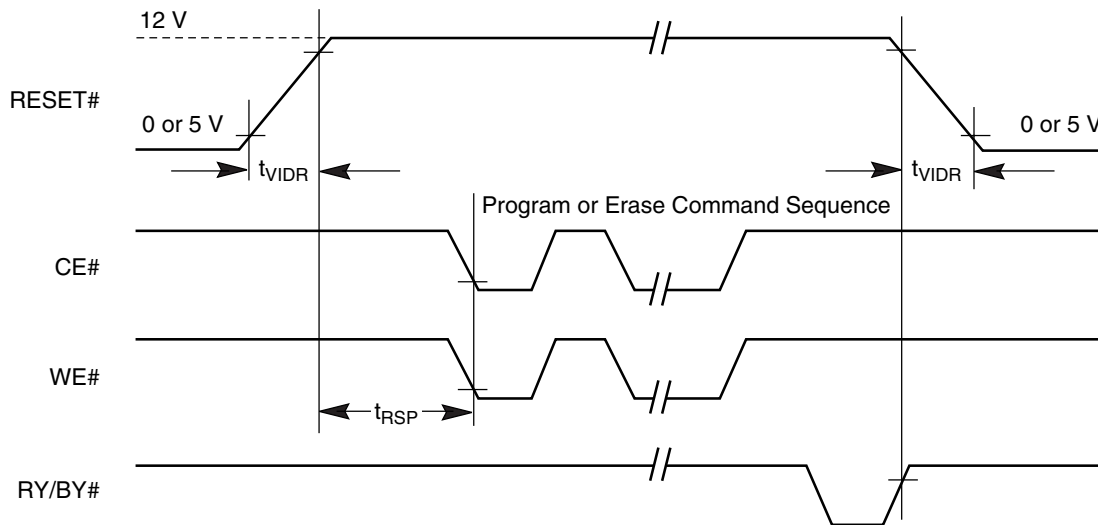 12 V
RESET#
0 or 5 V
0 or 5 V
tVIDR
tVIDR
Program or Erase Command Sequence
CE#
WE#
tRSP
RY/BY#